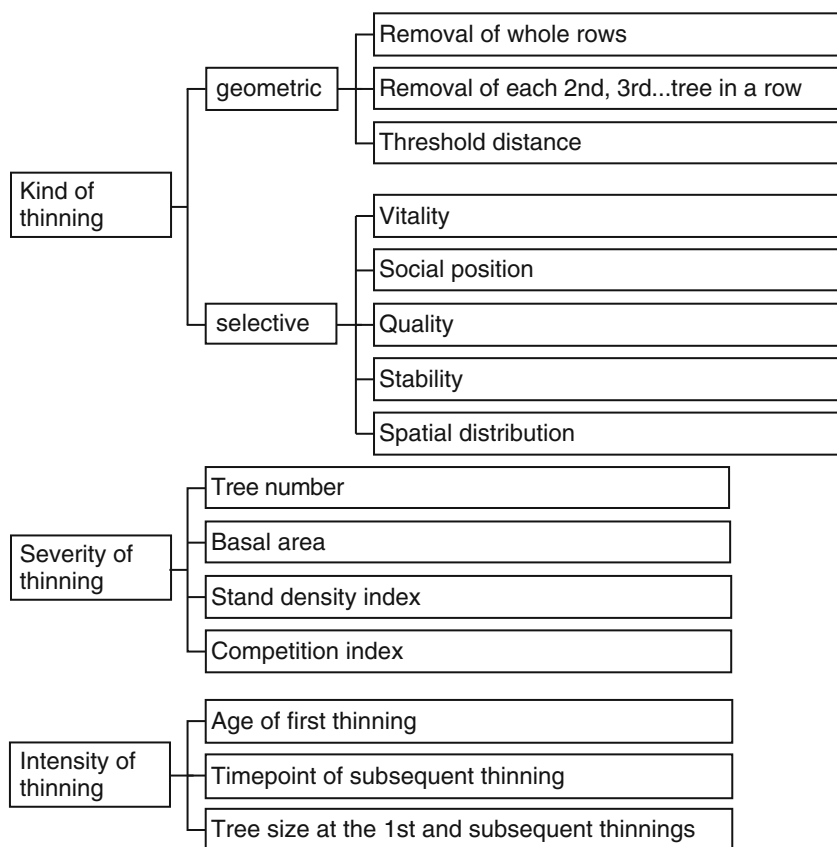 Kind of
thinning
geometric
Removal of whole rows
Removal of each 2nd, 3rd...tree in a row
Threshold distance
selective
Vitality
Social position
Quality
Stability
Spatial distribution
Severity of
thinning
Tree number
Basal area
Stand density index
Competition index
Intensity of
thinning
Age of first thinning
Timepoint of subsequent thinning
Tree size at the 1st and subsequent thinnings